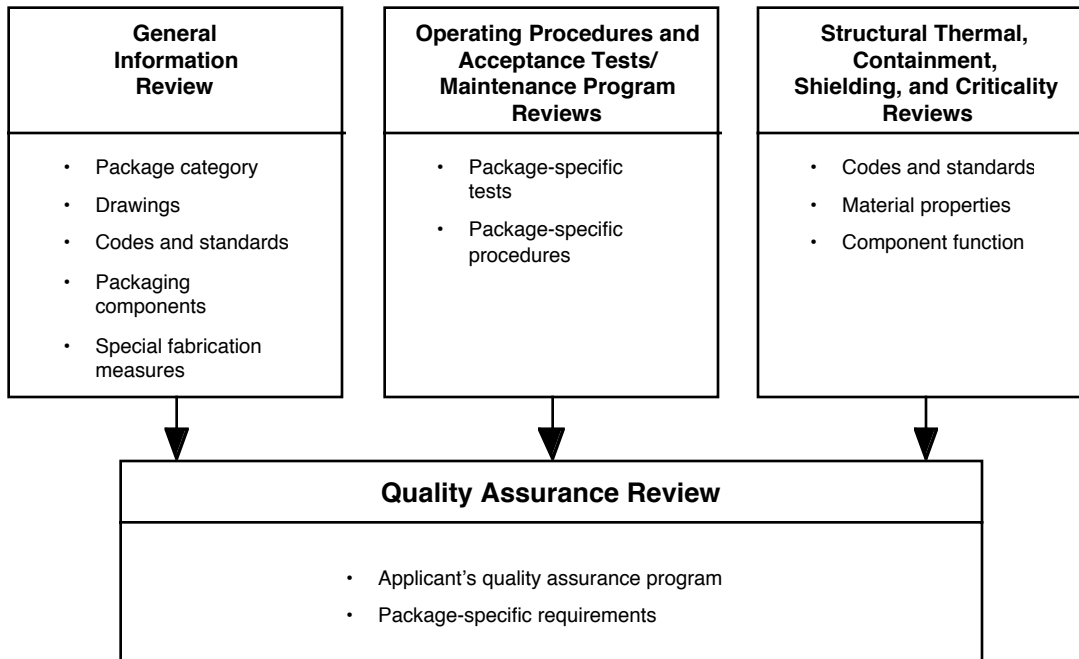 General
Information
Review
• Package category
• Drawings
• Codes and standards
• Packaging
components
• Special fabrication
measures
Operating Procedures and
Acceptance Tests/
Maintenance Program
Reviews
• Package-specific
tests
• Package-specific
procedures
Structural Thermal,
Containment,
Shielding, and Criticality
Reviews
• Codes and standards
• Material properties
• Component function
Quality Assurance Review
• Applicant’s quality assurance program
• Package-specific requirements